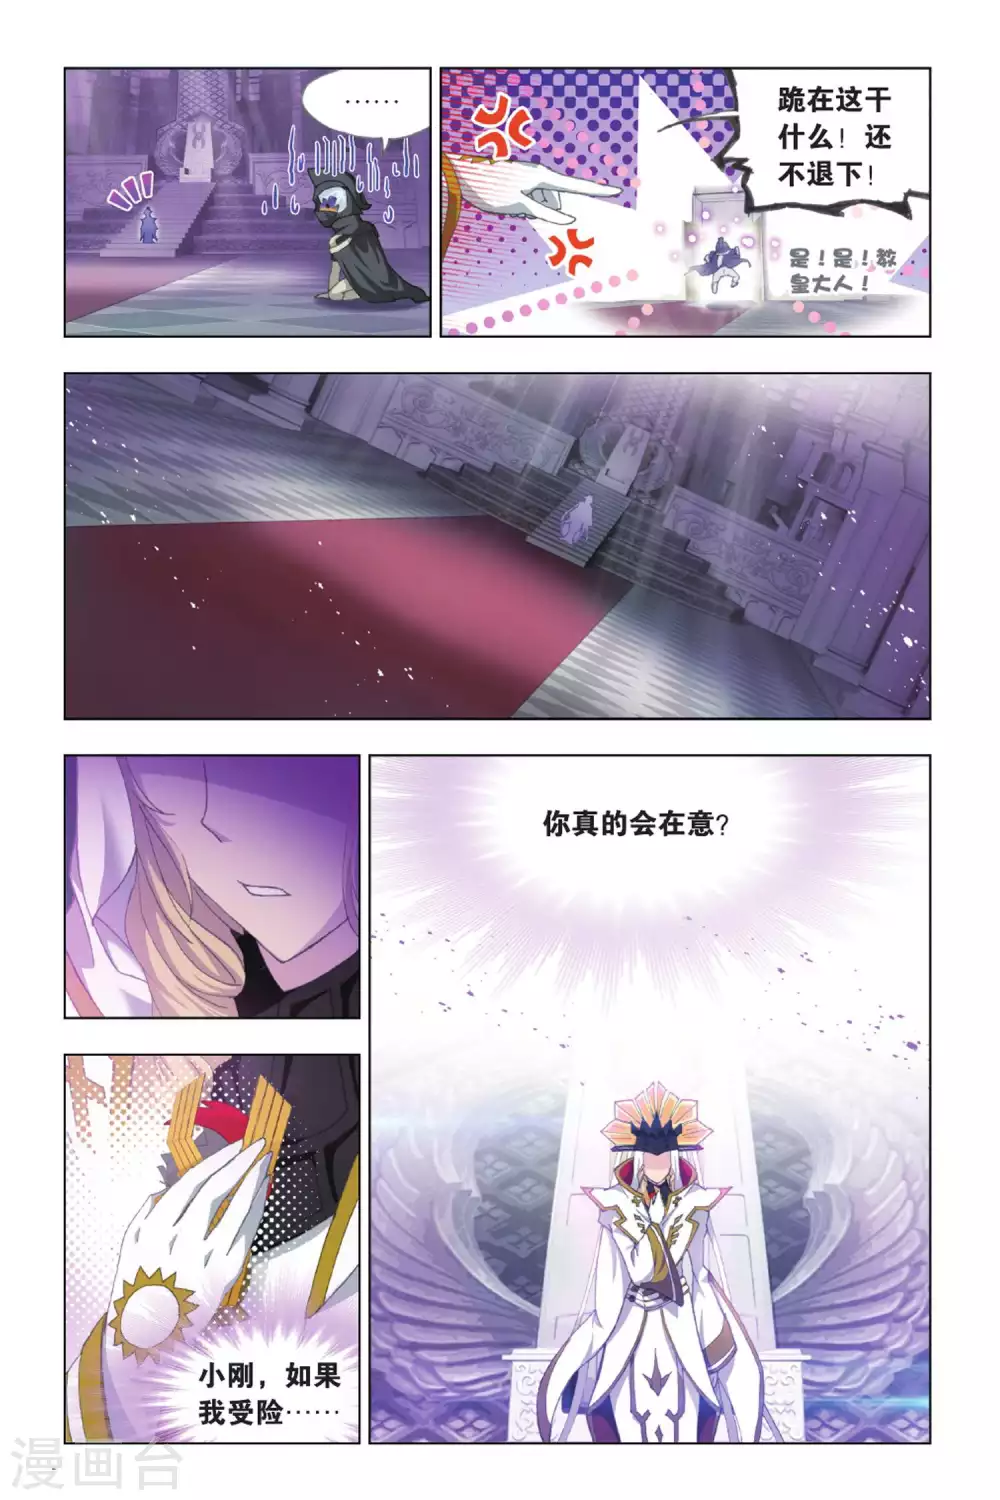 ……
跪在这干
什么！还
不退下！
是！是！教
皇大人！
小刚，如果
我受险……
你真的会在意？
漫画台